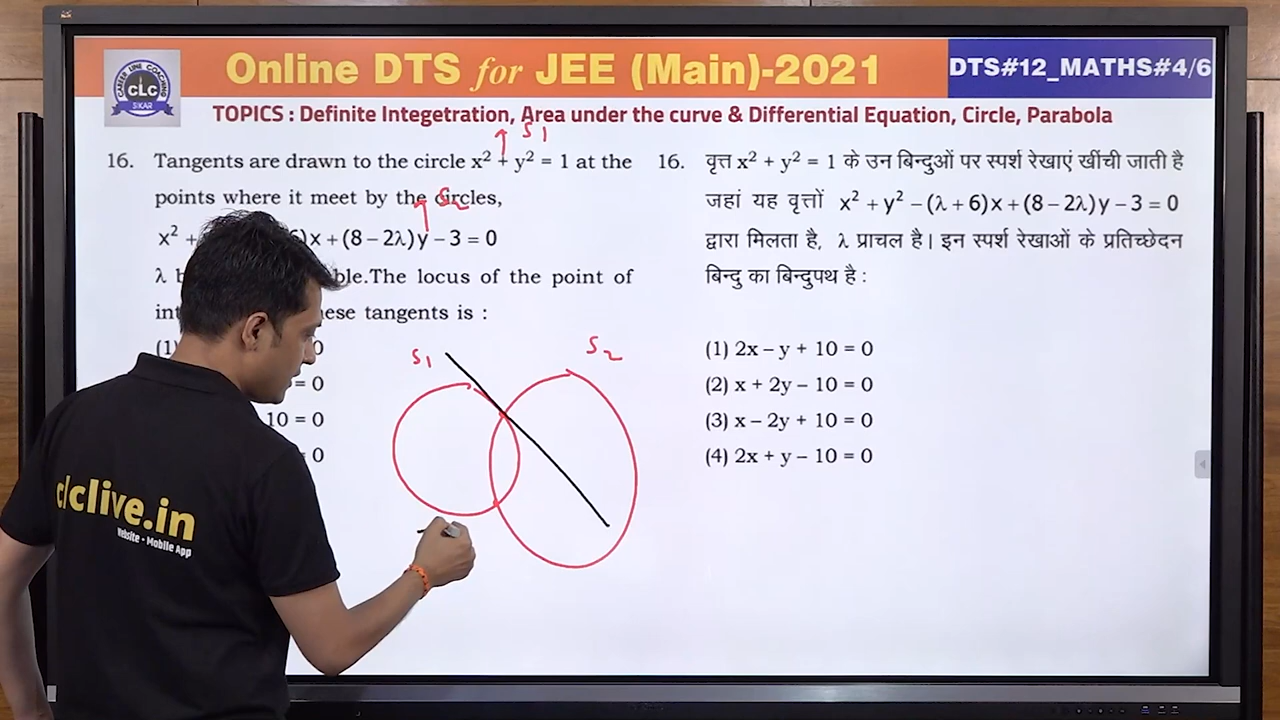 Online DTS for JEE (Main)-2021
DTS#12_MATHS#4/6
CAREER LINE COACHING
CLC
SIKAR
TOPICS : Definite Integetration, Area under the curve & Differential Equation, Circle, Parabola
S1
16. Tangents are drawn to the circle x² + y² = 1 at the
points where it meet by the circles,
S2
x² + 6)x + (8 – 2λ)y – 3 = 0
λ b ble.The locus of the point of
int ese tangents is :
(1) 0
= 0
10 = 0
= 0
S1
S2
16. वृत्त x² + y² = 1 के उन बिन्दुओं पर स्पर्श रेखाएं खींची जाती है
जहां यह वृत्तों x² + y² – (λ + 6)x + (8 – 2λ)y – 3 = 0
द्वारा मिलता है, λ प्राचल है। इन स्पर्श रेखाओं के प्रतिच्छेदन
बिन्दु का बिन्दुपथ है :
(1) 2x – y + 10 = 0
(2) x + 2y – 10 = 0
(3) x – 2y + 10 = 0
(4) 2x + y – 10 = 0
clclive.in
Website • Mobile App